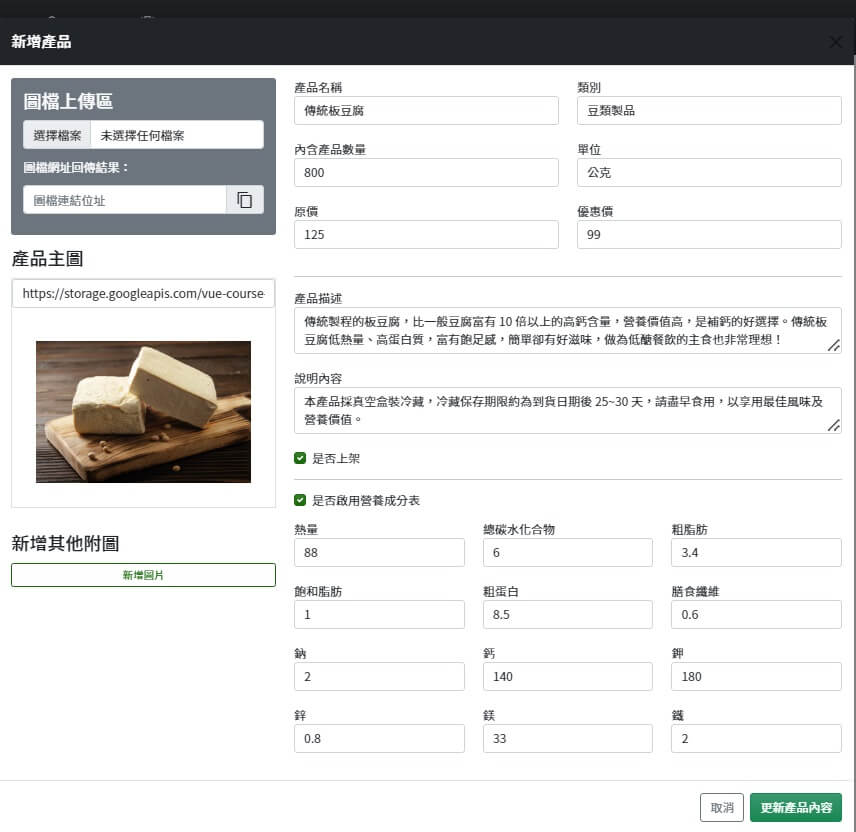 新增產品
圖檔上傳區
選擇檔案 未選擇任何檔案
圖檔網址回傳結果：
圖檔連結位址
產品主圖
https://storage.googleapis.com/vue-course
新增其他附圖
新增圖片
產品名稱 類別
傳統板豆腐 豆類製品
內含產品數量 單位
800 公克
原價 優惠價
125 99
產品描述
傳統製程的板豆腐，比一般豆腐富有 10 倍以上的高鈣含量，營養價值高，是補鈣的好選擇。傳統板
豆腐低熱量、高蛋白質，富有飽足感，簡單卻有好滋味，做為低醣餐飲的主食也非常理想！
說明內容
本產品採真空盒裝冷藏，冷藏保存期限約為到貨日期後 25~30 天，請盡早食用，以享用最佳風味及
營養價值。
是否上架
是否啟用營養成分表
熱量 總碳水化合物 粗脂肪
88 6 3.4
飽和脂肪 粗蛋白 膳食纖維
1 8.5 0.6
鈉 鈣 鉀
2 140 180
鋅 鎂 鐵
0.8 33 2
取消 更新產品內容